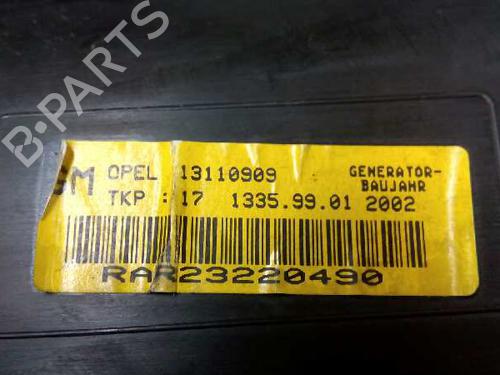 B-PARTS
GM OPEL 13110909 GENERATOR-
BAUJAHR
TKP : 17 1335.99.01 2002
RAR23220490